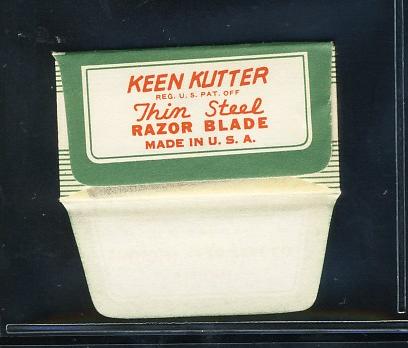 KEEN KUTTER
REG. U. S. PAT. OFF
Thin Steel
RAZOR BLADE
MADE IN U. S. A.